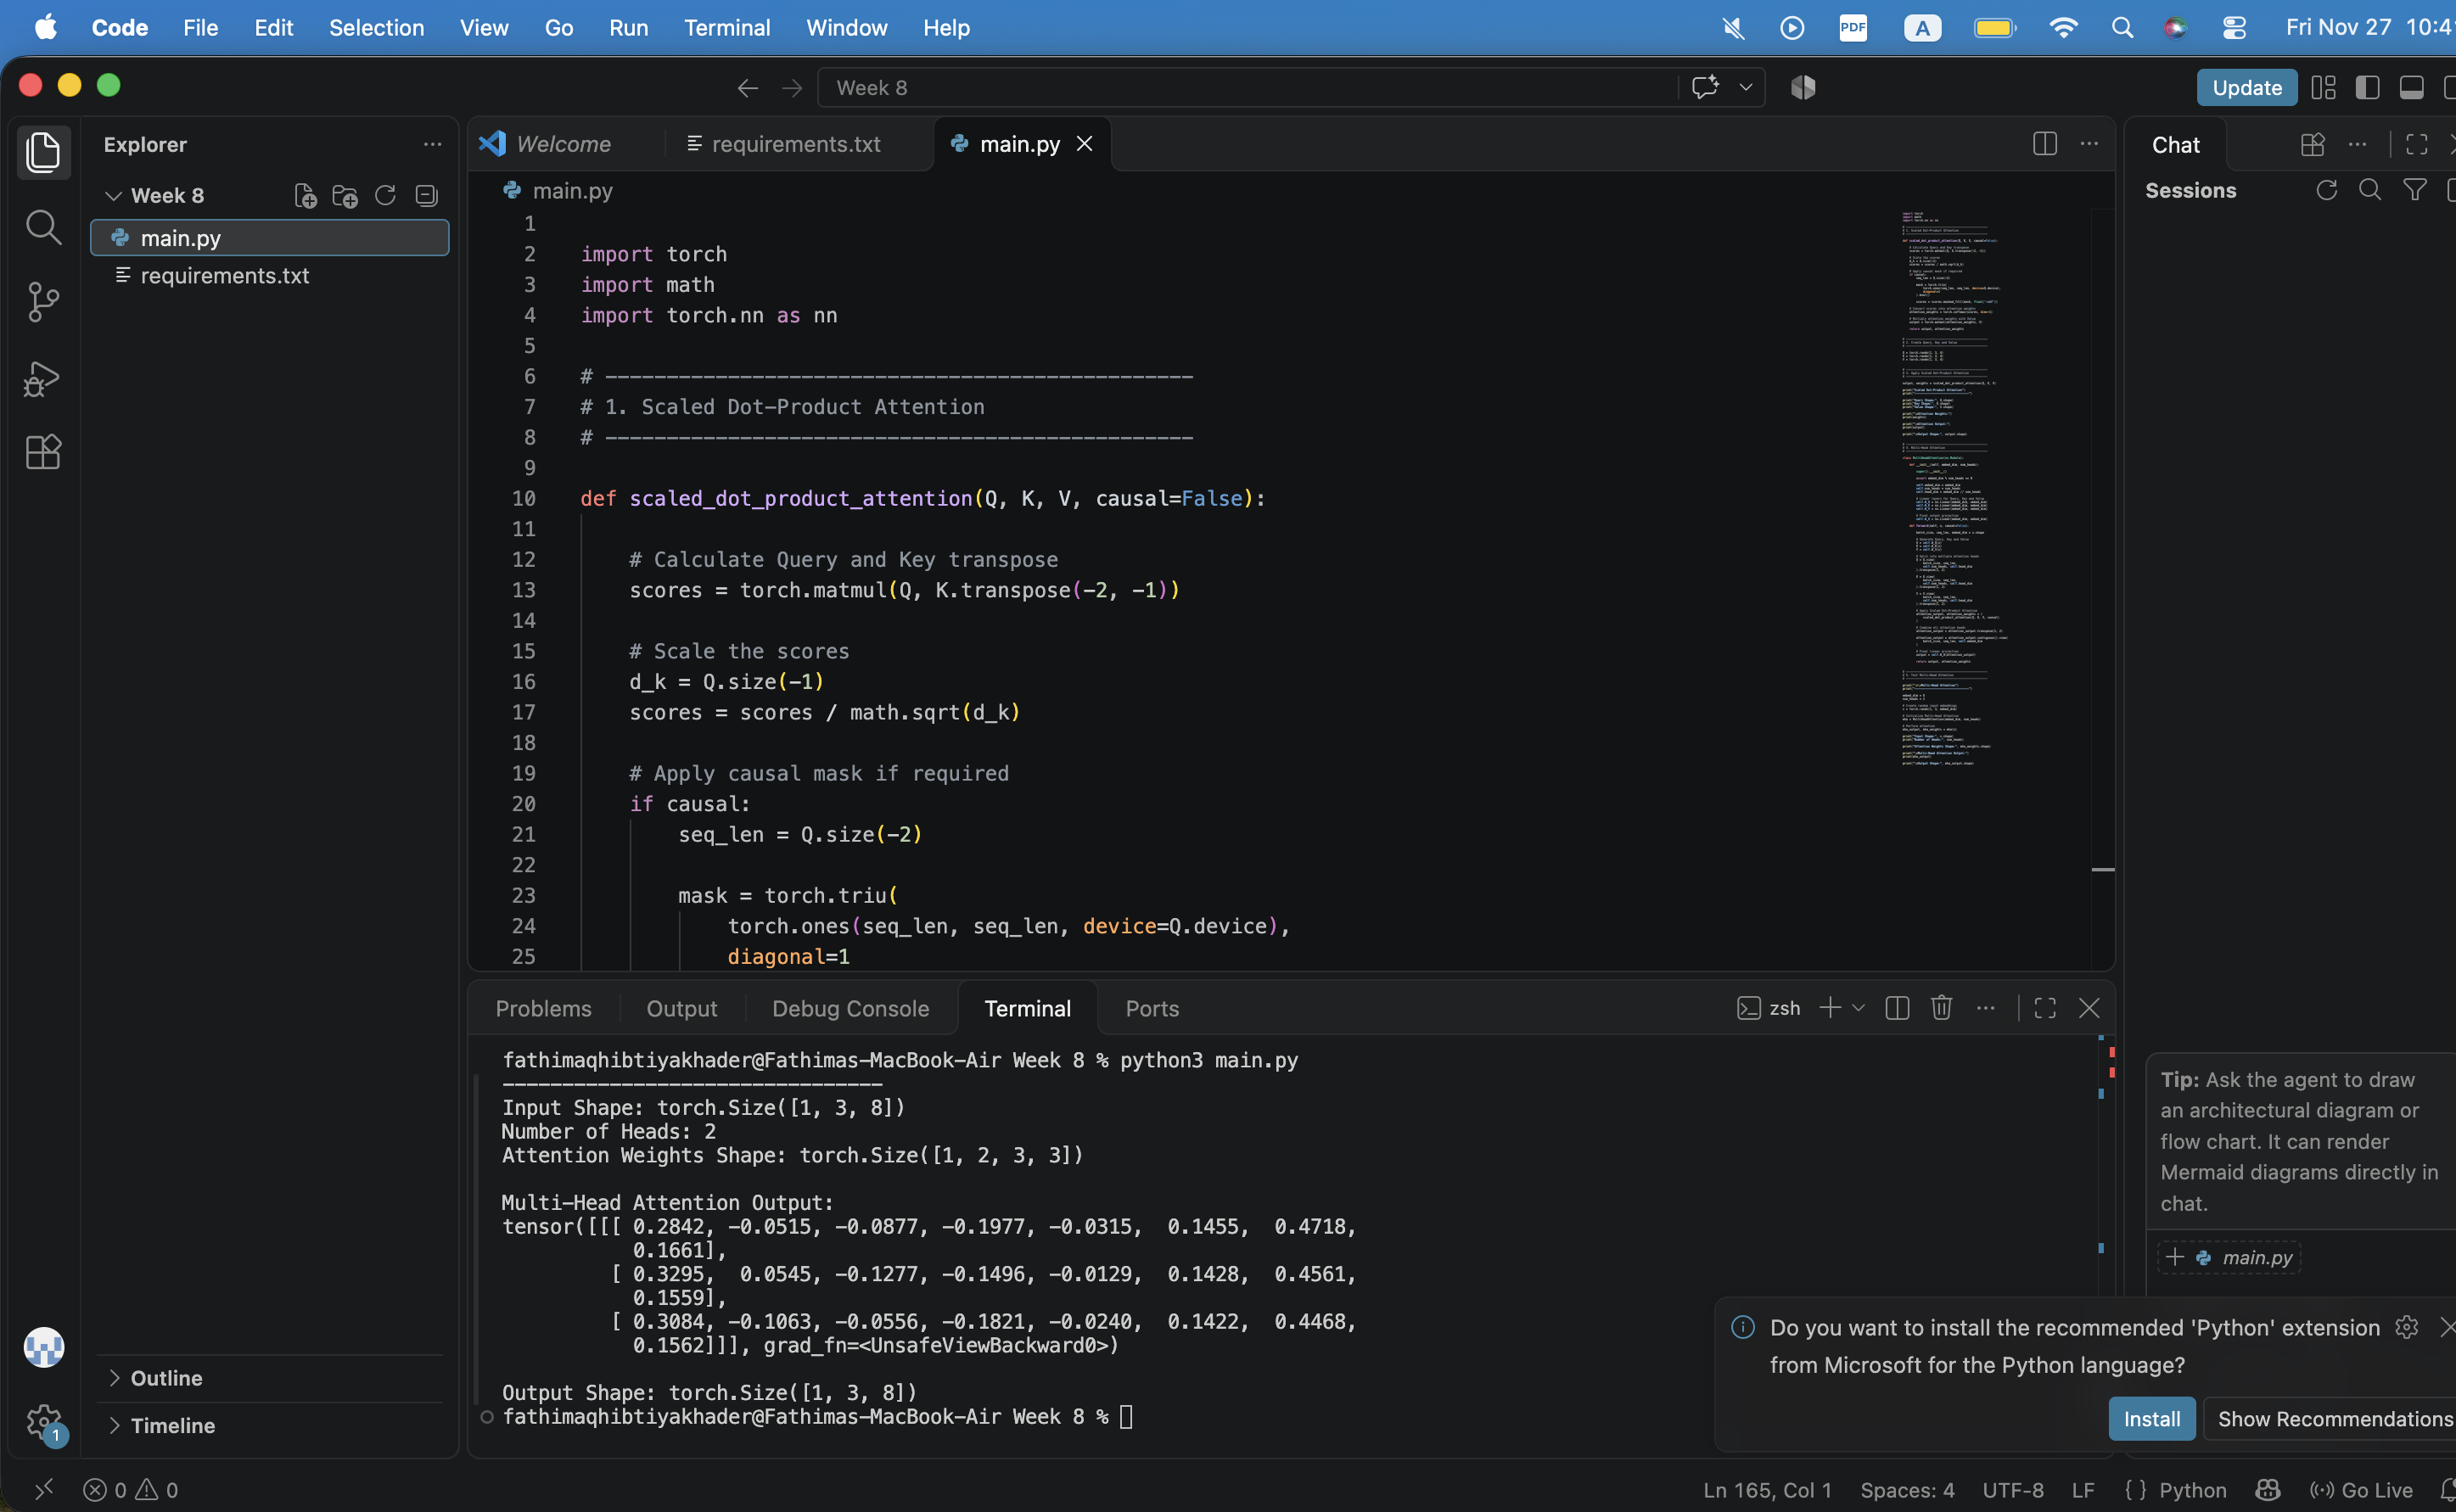 Code File Edit Selection View Go Run Terminal Window Help PDF A Fri Nov 27 10:4
Week 8 Update
Explorer
Week 8
main.py
requirements.txt
Outline
Timeline
1
Welcome requirements.txt main.py
main.py
1
2 import torch
3 import math
4 import torch.nn as nn
5
6 # ------------------------------------------------
7 # 1. Scaled Dot-Product Attention
8 # ------------------------------------------------
9
10 def scaled_dot_product_attention(Q, K, V, causal=False):
11
12 # Calculate Query and Key transpose
13 scores = torch.matmul(Q, K.transpose(-2, -1))
14
15 # Scale the scores
16 d_k = Q.size(-1)
17 scores = scores / math.sqrt(d_k)
18
19 # Apply causal mask if required
20 if causal:
21 seq_len = Q.size(-2)
22
23 mask = torch.triu(
24 torch.ones(seq_len, seq_len, device=Q.device),
25 diagonal=1
Problems Output Debug Console Terminal Ports zsh
fathimaqhibtiyakhader@Fathimas-MacBook-Air Week 8 % python3 main.py
--------------------------------
Input Shape: torch.Size([1, 3, 8])
Number of Heads: 2
Attention Weights Shape: torch.Size([1, 2, 3, 3])
Multi-Head Attention Output:
tensor([[[ 0.2842, -0.0515, -0.0877, -0.1977, -0.0315, 0.1455, 0.4718,
0.1661],
[ 0.3295, 0.0545, -0.1277, -0.1496, -0.0129, 0.1428, 0.4561,
0.1559],
[ 0.3084, -0.1063, -0.0556, -0.1821, -0.0240, 0.1422, 0.4468,
0.1562]]], grad_fn=<UnsafeViewBackward0>)
Output Shape: torch.Size([1, 3, 8])
fathimaqhibtiyakhader@Fathimas-MacBook-Air Week 8 %
Chat
Sessions
Tip: Ask the agent to draw
an architectural diagram or
flow chart. It can render
Mermaid diagrams directly in
chat.
main.py
Do you want to install the recommended 'Python' extension
from Microsoft for the Python language?
Install Show Recommendations
0 0 Ln 165, Col 1 Spaces: 4 UTF-8 LF {} Python Go Live